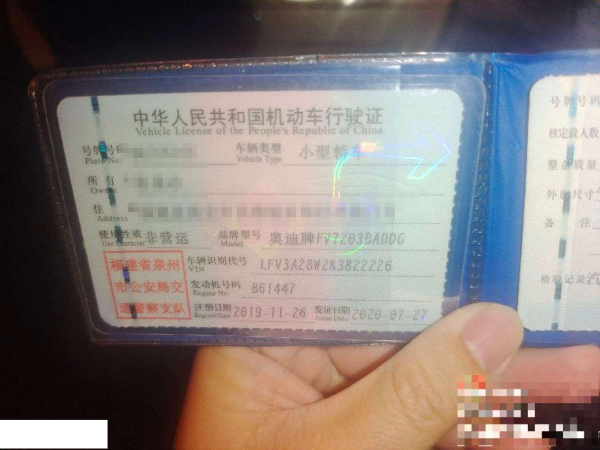 中华人民共和国机动车行驶证
Vehicle License of the People's Republic of China
号牌号码
Plate No.
车辆类型 小型轿车
Vehicle Type
所有
Owner
住
Address
使用性质 非营运 品牌型号 奥迪牌FV7203BADDG
Use Character Model
福建省泉州
市公安局交
通警察支队
车辆识别代号 LFV3A28W2K3822226
VIN
发动机号码 B61447
Engine No.
注册日期 2019-11-26 发证日期 2020-07-27
Register Date Issue Date
号牌号码
核定载人数
整备质量
外廓尺寸
备 注
检验记录